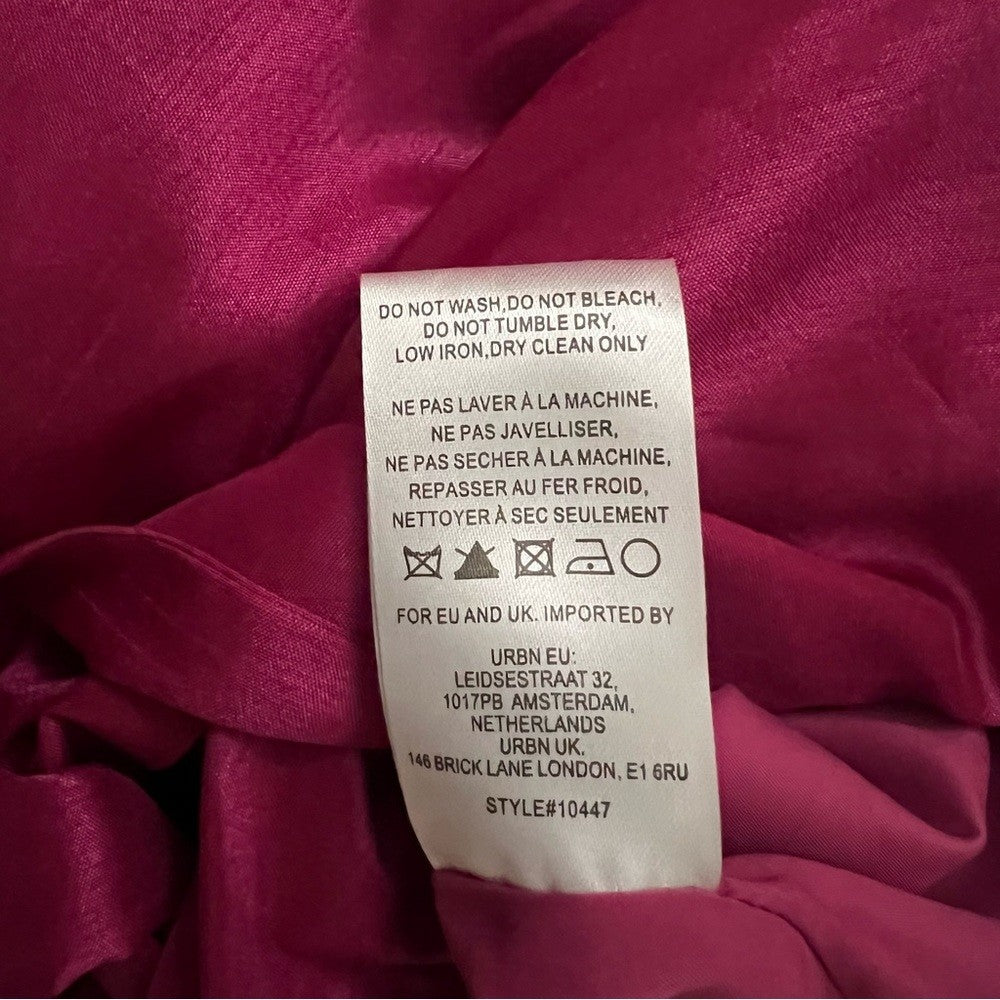 DO NOT WASH,DO NOT BLEACH,
DO NOT TUMBLE DRY,
LOW IRON,DRY CLEAN ONLY
NE PAS LAVER À LA MACHINE,
NE PAS JAVELLISER,
NE PAS SECHER À LA MACHINE,
REPASSER AU FER FROID,
NETTOYER À SEC SEULEMENT
FOR EU AND UK. IMPORTED BY
URBN EU:
LEIDSESTRAAT 32,
1017PB AMSTERDAM,
NETHERLANDS
URBN UK.
146 BRICK LANE LONDON, E1 6RU
STYLE#10447